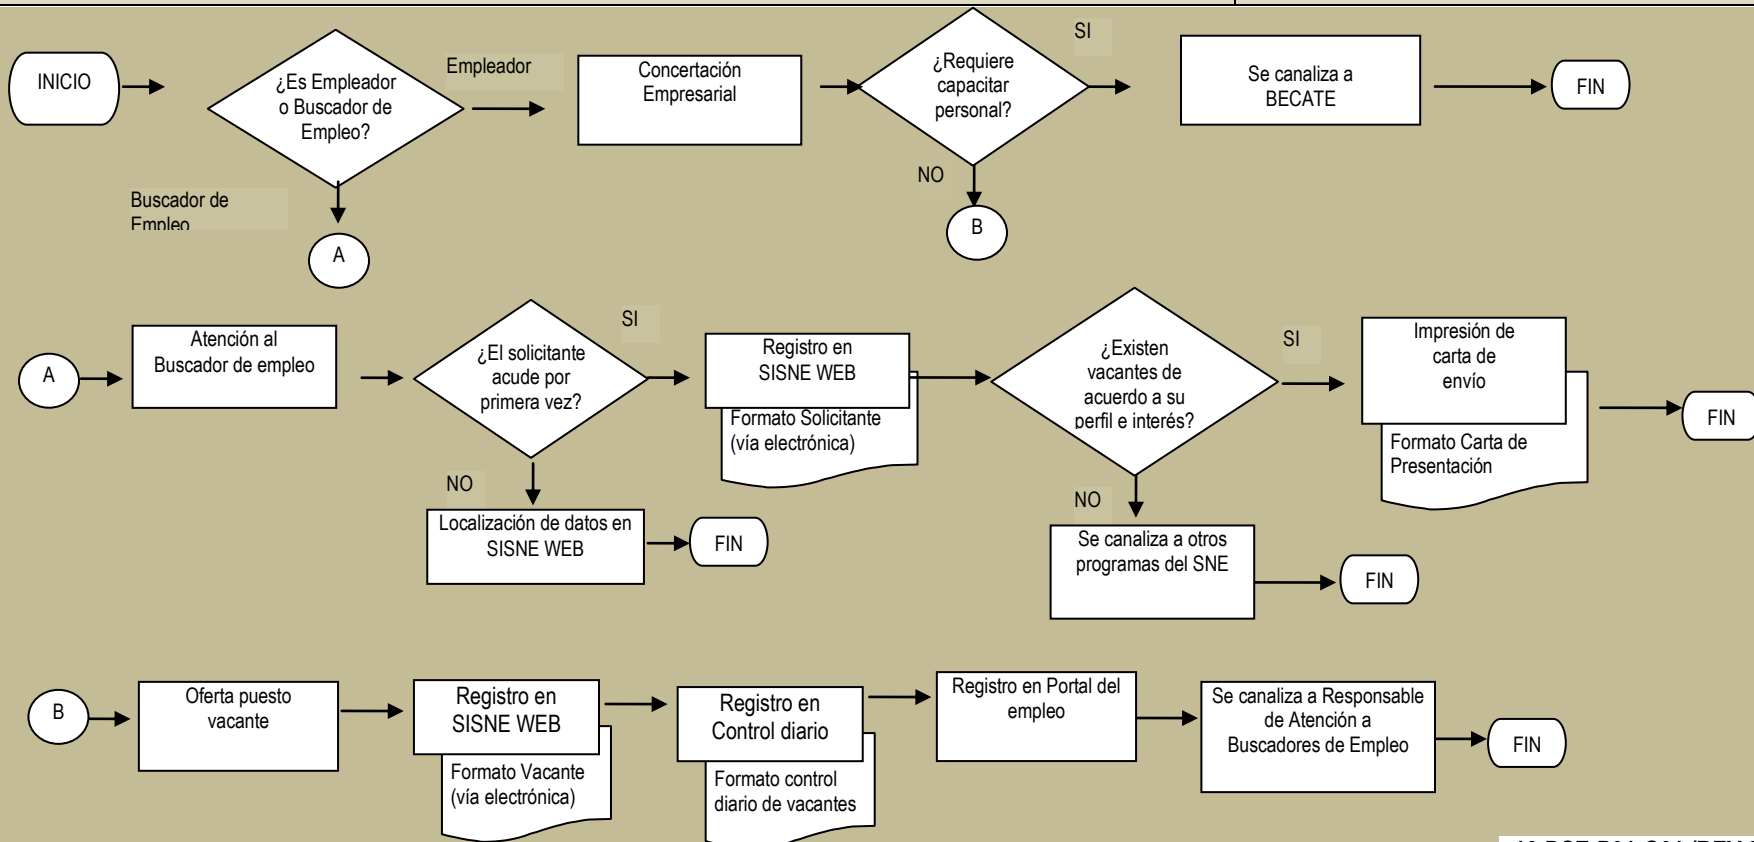 INICIO
¿Es Empleador
o Buscador de
Empleo?
Empleador
Concertación
Empresarial
¿Requiere
capacitar
personal?
SI
Se canaliza a
BECATE
FIN
NO
B
Buscador de
Empleo
A
A
Atención al
Buscador de empleo
¿El solicitante
acude por
primera vez?
SI
Registro en
SISNE WEB
Formato Solicitante
(vía electrónica)
¿Existen
vacantes de
acuerdo a su
perfil e interés?
SI
Impresión de
carta de
envío
Formato Carta de
Presentación
FIN
NO
Localización de datos en
SISNE WEB
FIN
NO
Se canaliza a otros
programas del SNE
FIN
B
Oferta puesto
vacante
Registro en
SISNE WEB
Formato Vacante
(vía electrónica)
Registro en
Control diario
Formato control
diario de vacantes
Registro en Portal del
empleo
Se canaliza a Responsable
de Atención a
Buscadores de Empleo
FIN